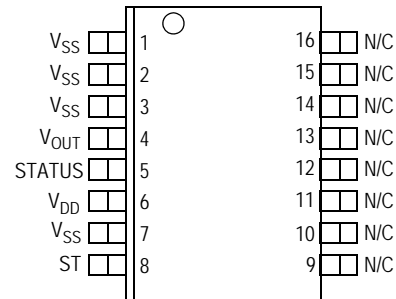 VSS 1 16 N/C
VSS 2 15 N/C
VSS 3 14 N/C
VOUT 4 13 N/C
STATUS 5 12 N/C
VDD 6 11 N/C
VSS 7 10 N/C
ST 8 9 N/C